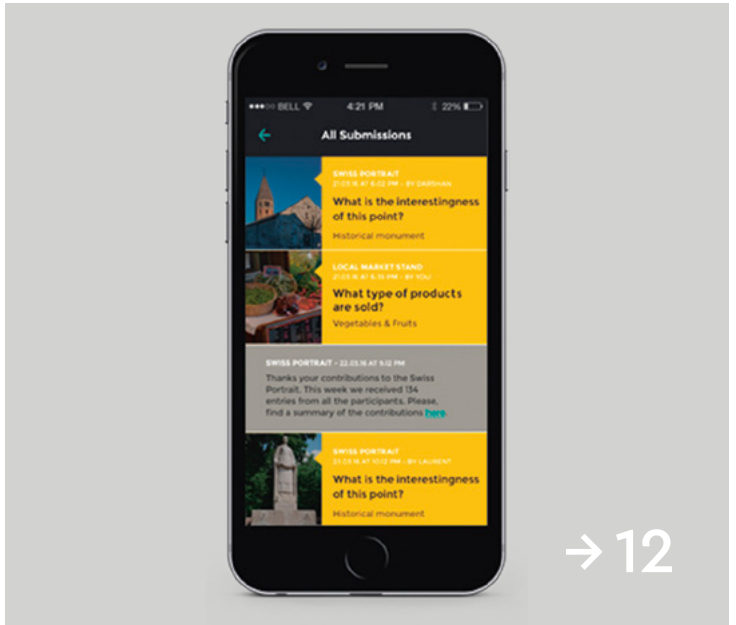 BELL 4:21 PM 22%
All Submissions
SWISS PORTRAIT
21.03.16 AT 6:02 PM – BY DARSHAN
What is the interestingness
of this point?
Historical monument
LOCAL MARKET STAND
21.03.16 AT 6:15 PM – BY YOU
What type of products
are sold?
Vegetables & Fruits
SWISS PORTRAIT – 22.03.16 AT 9:12 PM
Thanks your contributions to the Swiss
Portrait. This week we received 134
entries from all the participants. Please,
find a summary of the contributions here.
SWISS PORTRAIT
23.03.16 AT 10:12 PM – BY LAURENT
What is the interestingness
of this point?
Historical monument
→ 12